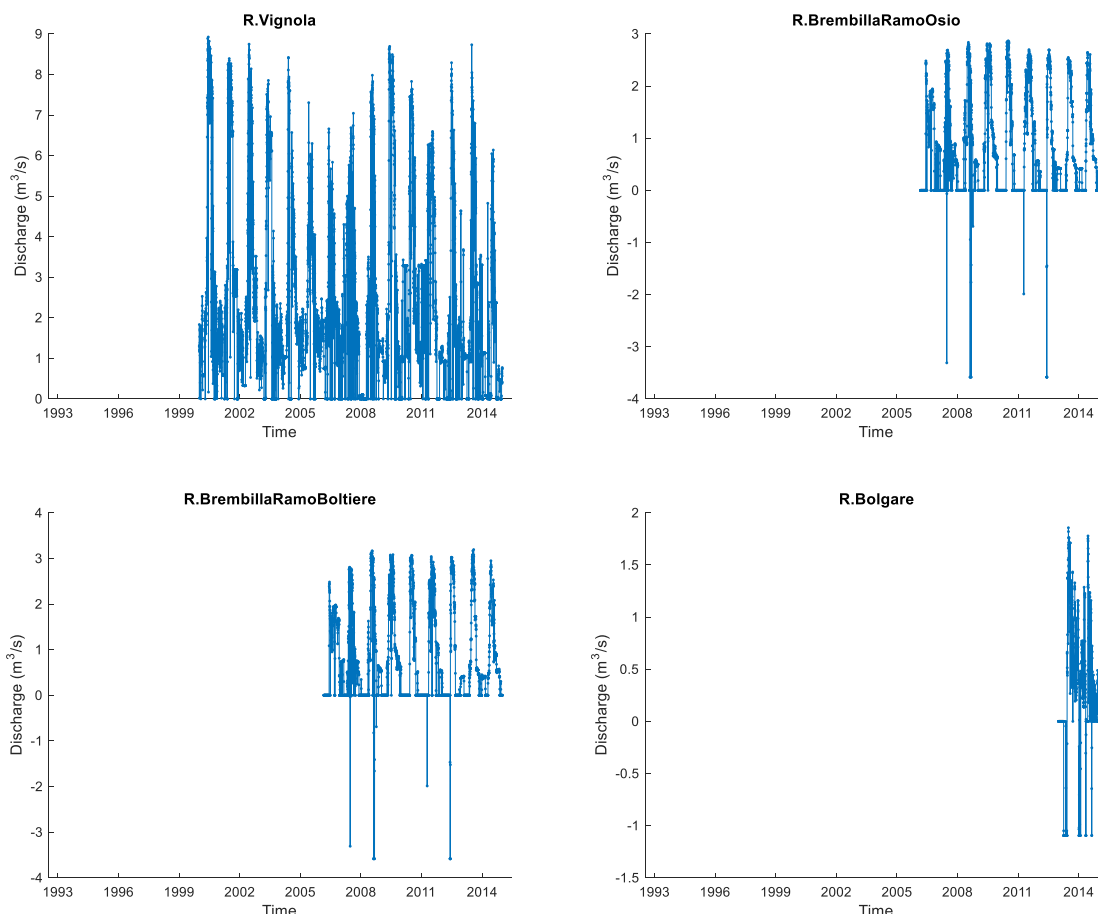 R.Vignola
9
8
7
6
5
4
3
2
1
0
Discharge (m³/s)
1993 1996 1999 2002 2005 2008 2011 2014
Time
R.BrembillaRamoOsio
3
2
1
0
-1
-2
-3
-4
Discharge (m³/s)
1993 1996 1999 2002 2005 2008 2011 2014
Time
R.BrembillaRamoBoltiere
4
3
2
1
0
-1
-2
-3
-4
Discharge (m³/s)
1993 1996 1999 2002 2005 2008 2011 2014
Time
R.Bolgare
2
1.5
1
0.5
0
-0.5
-1
-1.5
Discharge (m³/s)
1993 1996 1999 2002 2005 2008 2011 2014
Time